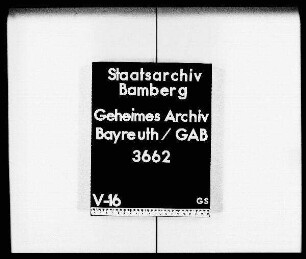 Staatsarchiv
Bamberg
Geheimes Archiv
Bayreuth / GAB
3662
V-16 GS